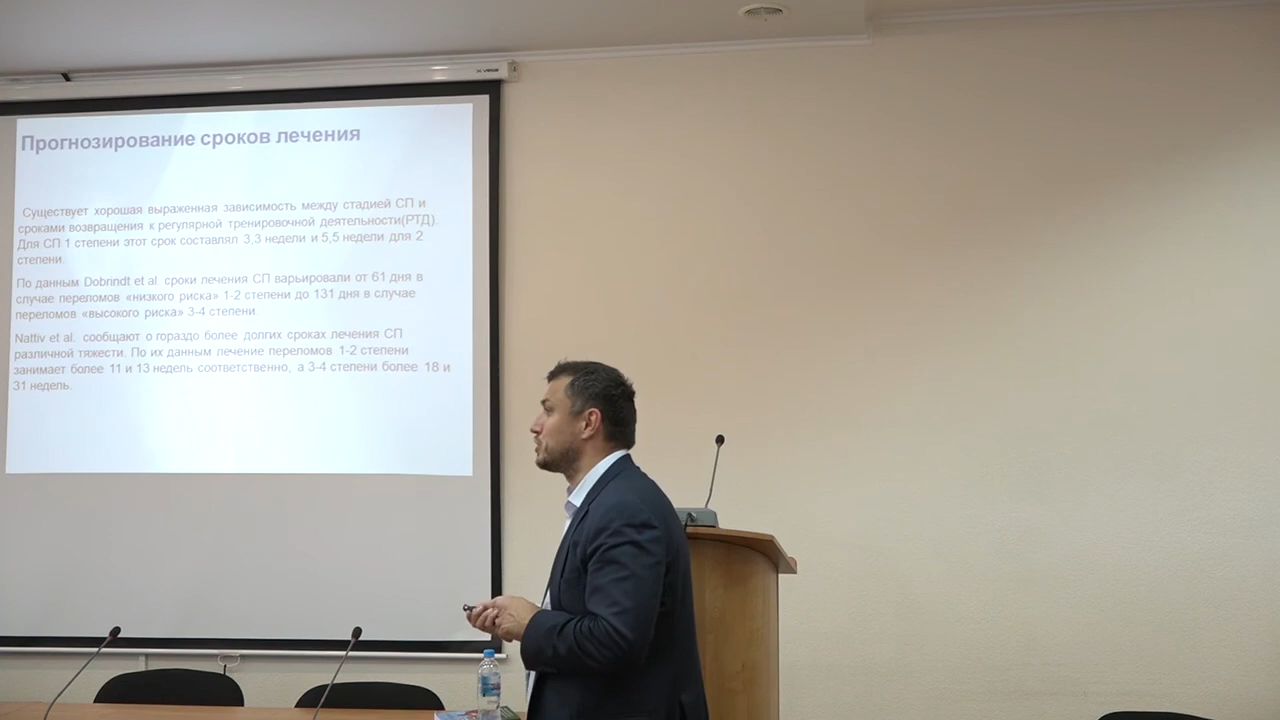 Прогнозирование сроков лечения
Существует хорошая выраженная зависимость между стадией СП и
сроками возвращения к регулярной тренировочной деятельности(РТД).
Для СП 1 степени этот срок составлял 3,3 недели и 5,5 недели для 2
степени.
По данным Dobrindt et al. сроки лечения СП варьировали от 61 дня в
случае переломов «низкого риска» 1-2 степени до 131 дня в случае
переломов «высокого риска» 3-4 степени.
Nattiv et al. сообщают о гораздо более долгих сроках лечения СП
различной тяжести. По их данным лечение переломов 1-2 степени
занимает более 11 и 13 недель соответственно, а 3-4 степени более 18 и
31 недель.